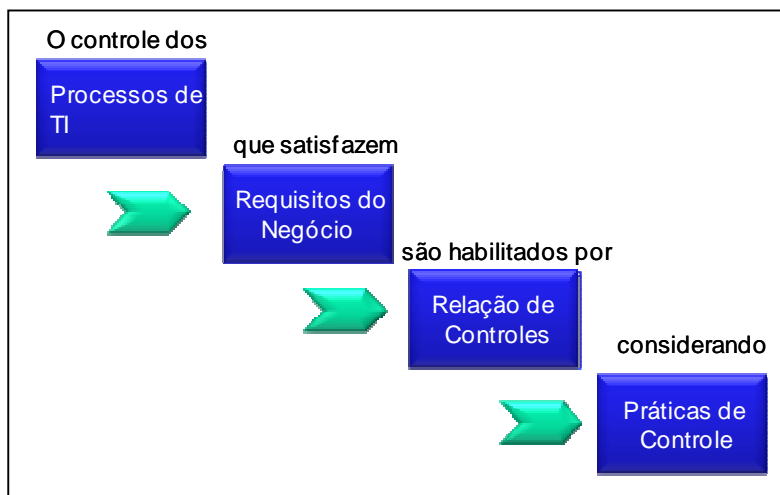 O controle dos
Processos de
TI
que satisfazem
Requisitos do
Negócio
são habilitados por
Relação de
Controles
considerando
Práticas de
Controle